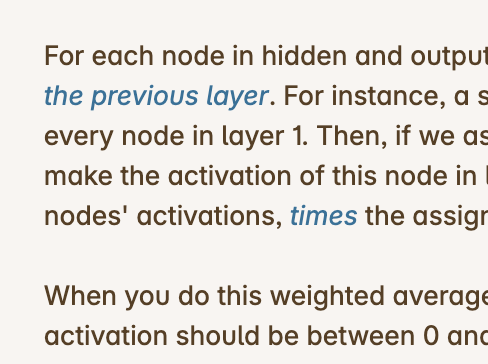 For each node in hidden and output
the previous layer. For instance, a
every node in layer 1. Then, if we as
make the activation of this node in
nodes' activations, times the assign
When you do this weighted average
activation should be between 0 and